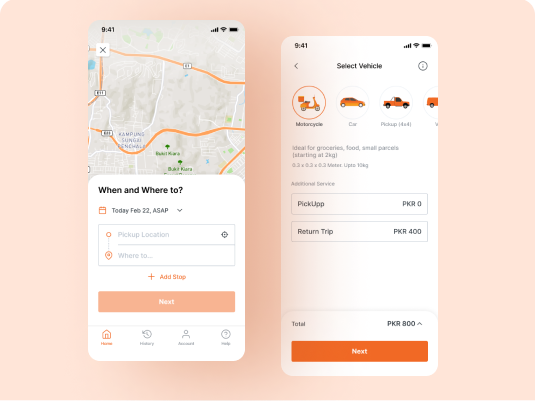 9:41
E1
B11
B11
KAMPUNG
SUNGAI
PENCHALA
Bukit Kiara
Bukit Kiara
When and Where to?
Today Feb 22, ASAP
Pickup Location
Where to...
Add Stop
Next
Home
History
Account
Help
9:41
Select Vehicle
Motorcycle
Car
Pickup (4x4)
V
Ideal for groceries, food, small parcels
(starting at 2kg)
0.3 x 0.3 x 0.3 Meter. Upto 10kg
Additional Service
PickUpp PKR 0
Return Trip PKR 400
Total PKR 800
Next